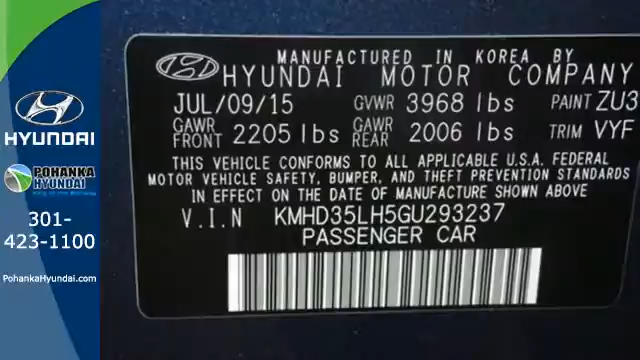 HYUNDAI
POHANKA
HYUNDAI
301-
423-1100
PohankaHyundai.com
MANUFACTURED IN KOREA BY
HYUNDAI MOTOR COMPANY
JUL/09/15 GVWR 3968 lbs PAINT ZU3
GAWR FRONT 2205 lbs GAWR REAR 2006 lbs TRIM VYF
THIS VEHICLE CONFORMS TO ALL APPLICABLE U.S.A. FEDERAL
MOTOR VEHICLE SAFETY, BUMPER, AND THEFT PREVENTION STANDARDS
IN EFFECT ON THE DATE OF MANUFACTURE SHOWN ABOVE
V.I.N KMHD35LH5GU293237
PASSENGER CAR